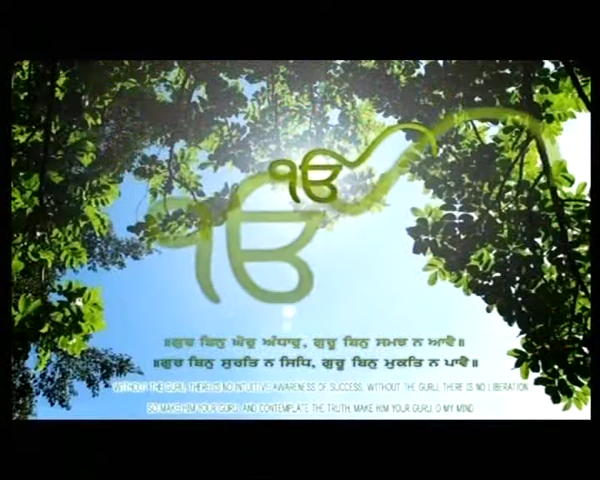 ੴ
ੴ
॥ਗੁਰ ਬਿਨੁ ਘੋਰੁ ਅੰਧਾਰੁ, ਗੁਰੂ ਬਿਨੁ ਸਮਝ ਨ ਆਵੈ॥
॥ਗੁਰ ਬਿਨੁ ਸੁਰਤਿ ਨ ਸਿਧਿ, ਗੁਰੂ ਬਿਨੁ ਮੁਕਤਿ ਨ ਪਾਵੈ॥
WITHOUT THE GURU, THERE IS NO INTUITIVE AWARENESS OF SUCCESS, WITHOUT THE GURU, THERE IS NO LIBERATION
SO MAKE HIM YOUR GURU, AND CONTEMPLATE THE TRUTH, MAKE HIM YOUR GURU, O MY MIND